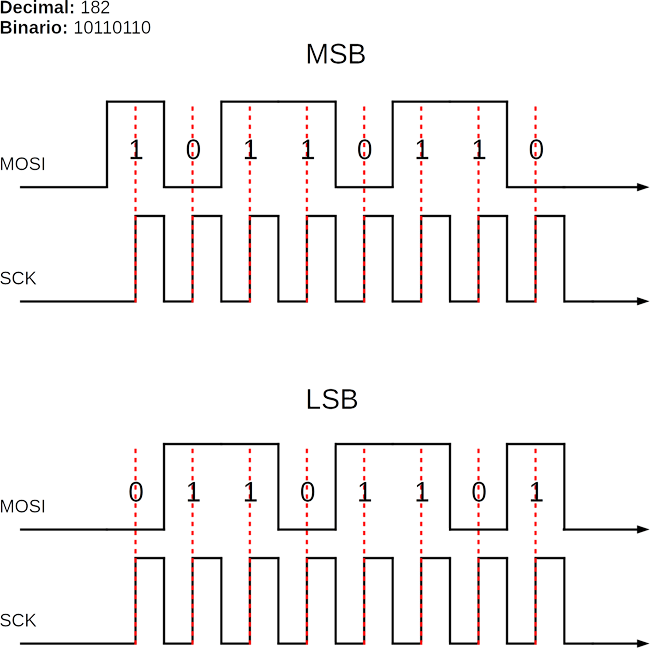 Decimal: 182
Binario: 10110110
MSB
1 0 1 1 0 1 1 0
MOSI
SCK
LSB
0 1 1 0 1 1 0 1
MOSI
SCK